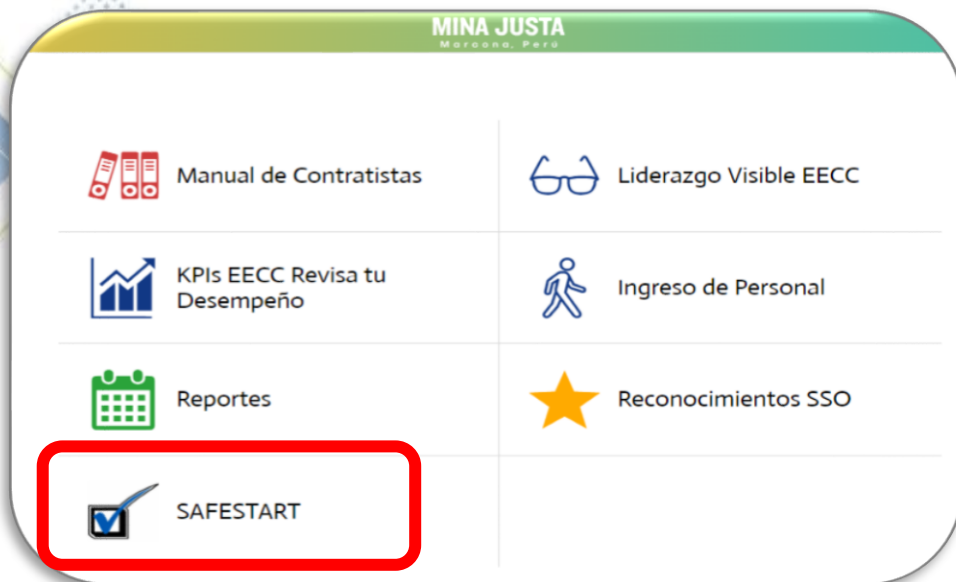 MINA JUSTA
Marcona, Perú
Manual de Contratistas
Liderazgo Visible EECC
KPIs EECC Revisa tu
Desempeño
Ingreso de Personal
Reportes
Reconocimientos SSO
SAFESTART